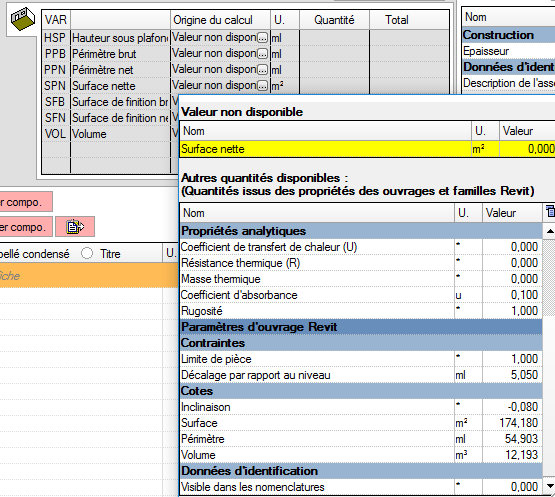 VAR Origine du calcul U. Quantité Total
HSP Hauteur sous plafon Valeur non dispon ... ml
PPB Périmètre brut Valeur non dispon ... ml
PPN Périmètre net Valeur non dispon ... ml
SPN Surface nette Valeur non dispon ... m²
SFB Surface de finition br V
SFN Surface de finition ne V
VOL Volume V
Nom
Construction
Epaisseur
Données d'identi
Description de l'asse
Valeur non disponible
Nom U. Valeur
Surface nette m² 0,000
Autres quantités disponibles :
(Quantités issus des propriétés des ouvrages et familles Revit)
Nom U. Valeur
Propriétés analytiques
Coefficient de transfert de chaleur (U) * 0,000
Résistance thermique (R) * 0,000
Masse thermique * 0,000
Coefficient d'absorbance u 0,100
Rugosité * 1,000
Paramètres d'ouvrage Revit
Contraintes
Limite de pièce * 1,000
Décalage par rapport au niveau ml 5,050
Cotes
Inclinaison * -0,080
Surface m² 174,180
Périmètre ml 54,903
Volume m³ 12,193
Données d'identification
Visible dans les nomenclatures * 0,000
r compo.
er compo.
bellé condensé Titre U.
fiche